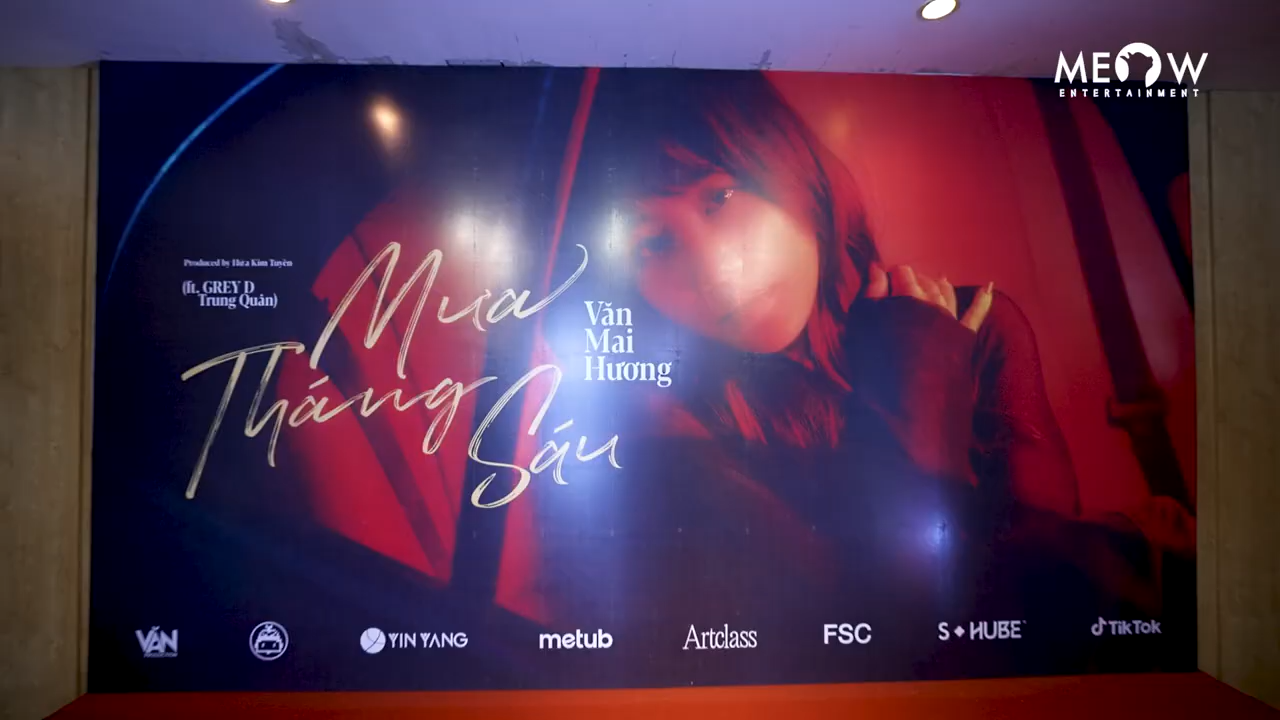 MEOW
ENTERTAINMENT
Produced by Hứa Kim Tuyền
(ft. GREY D
Trung Quân)
Mưa
Tháng Sáu
Văn
Mai
Hương
VĂN
YIN YANG
metub
Artclass
FSC
S HUBE
TikTok